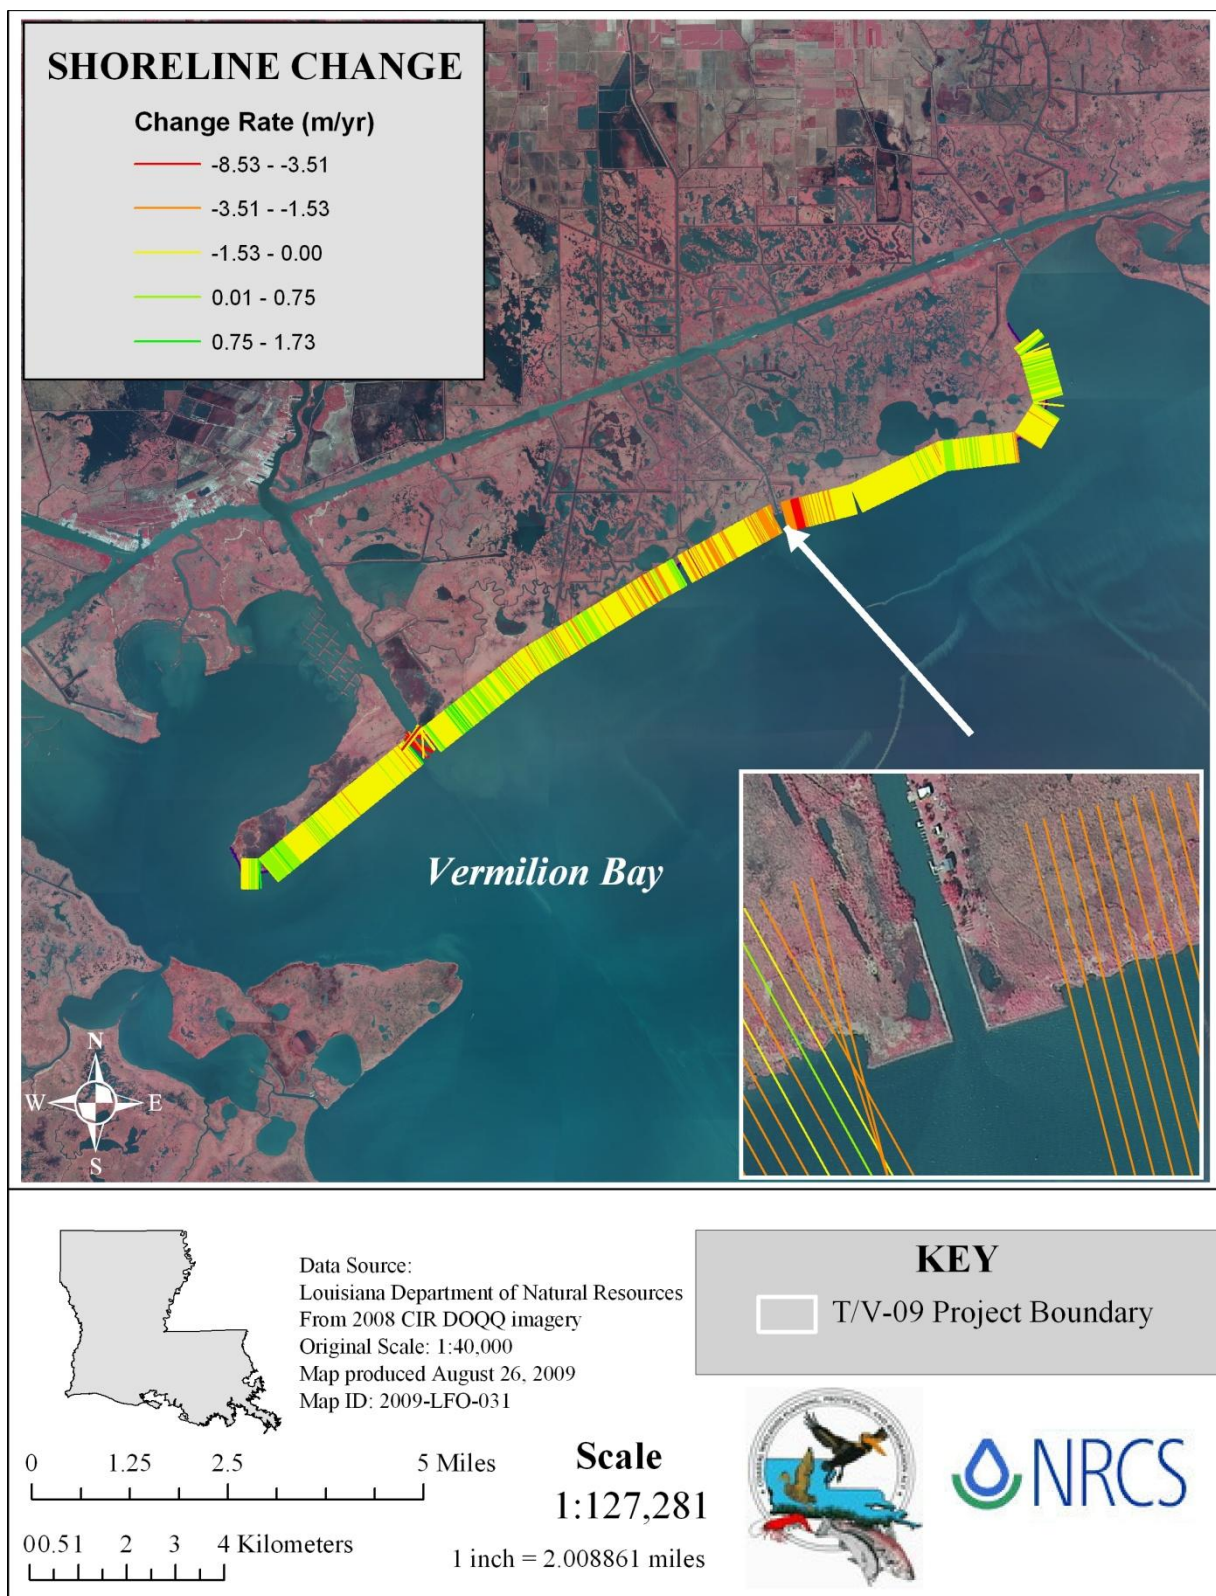 SHORELINE CHANGE
Change Rate (m/yr)
-8.53 - -3.51
-3.51 - -1.53
-1.53 - 0.00
0.01 - 0.75
0.75 - 1.73
Vermilion Bay
N
W E
S
Data Source:
Louisiana Department of Natural Resources
From 2008 CIR DOQQ imagery
Original Scale: 1:40,000
Map produced August 26, 2009
Map ID: 2009-LFO-031
KEY
T/V-09 Project Boundary
0 1.25 2.5 5 Miles
00.51 2 3 4 Kilometers
Scale
1:127,281
1 inch = 2.008861 miles
NRCS